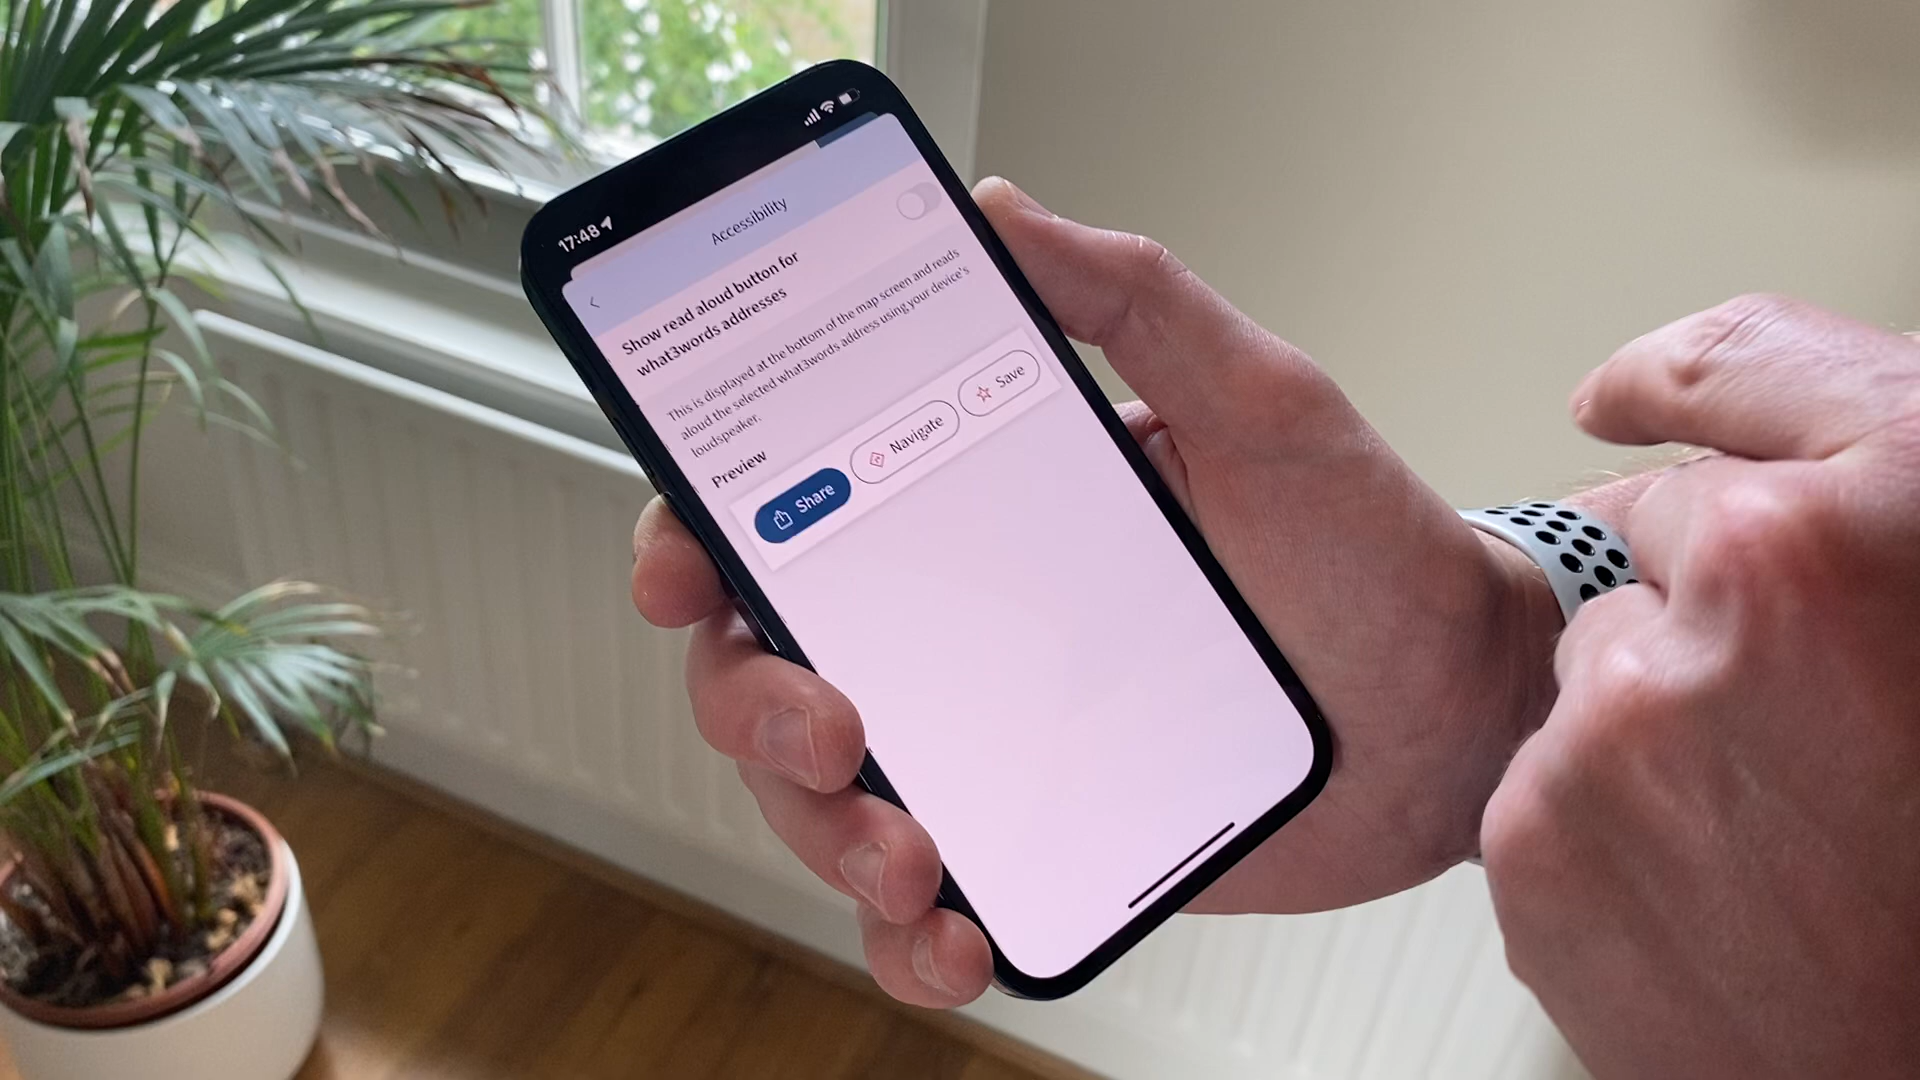 17:48
Accessibility
Show read aloud button for
what3words addresses
This is displayed at the bottom of the map screen and reads
aloud the selected what3words address using your device's
loudspeaker.
Preview
Share
Navigate
Save